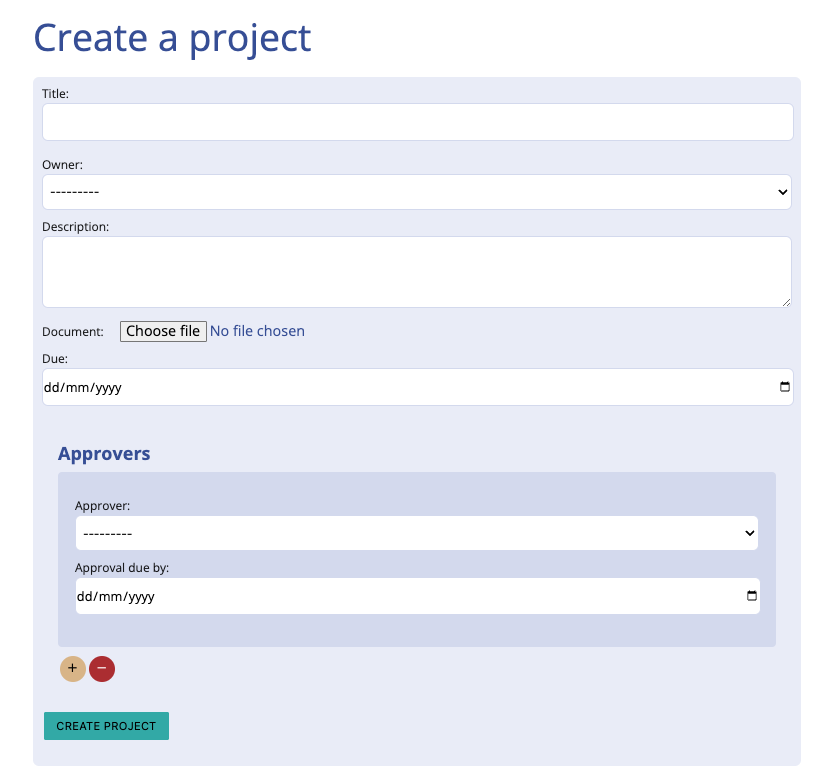 Create a project
Title:
Owner:
---------
Description:
Document: Choose file No file chosen
Due:
dd/mm/yyyy
Approvers
Approver:
---------
Approval due by:
dd/mm/yyyy
+ −
CREATE PROJECT